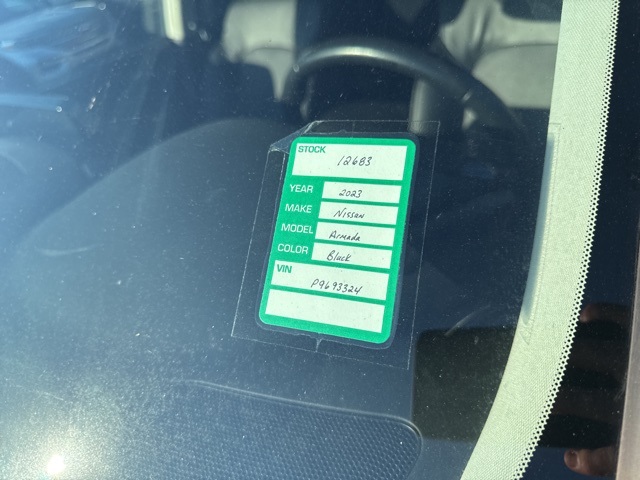 STOCK
12683
YEAR 2023
MAKE Nissan
MODEL Armada
COLOR Black
VIN
P9693324